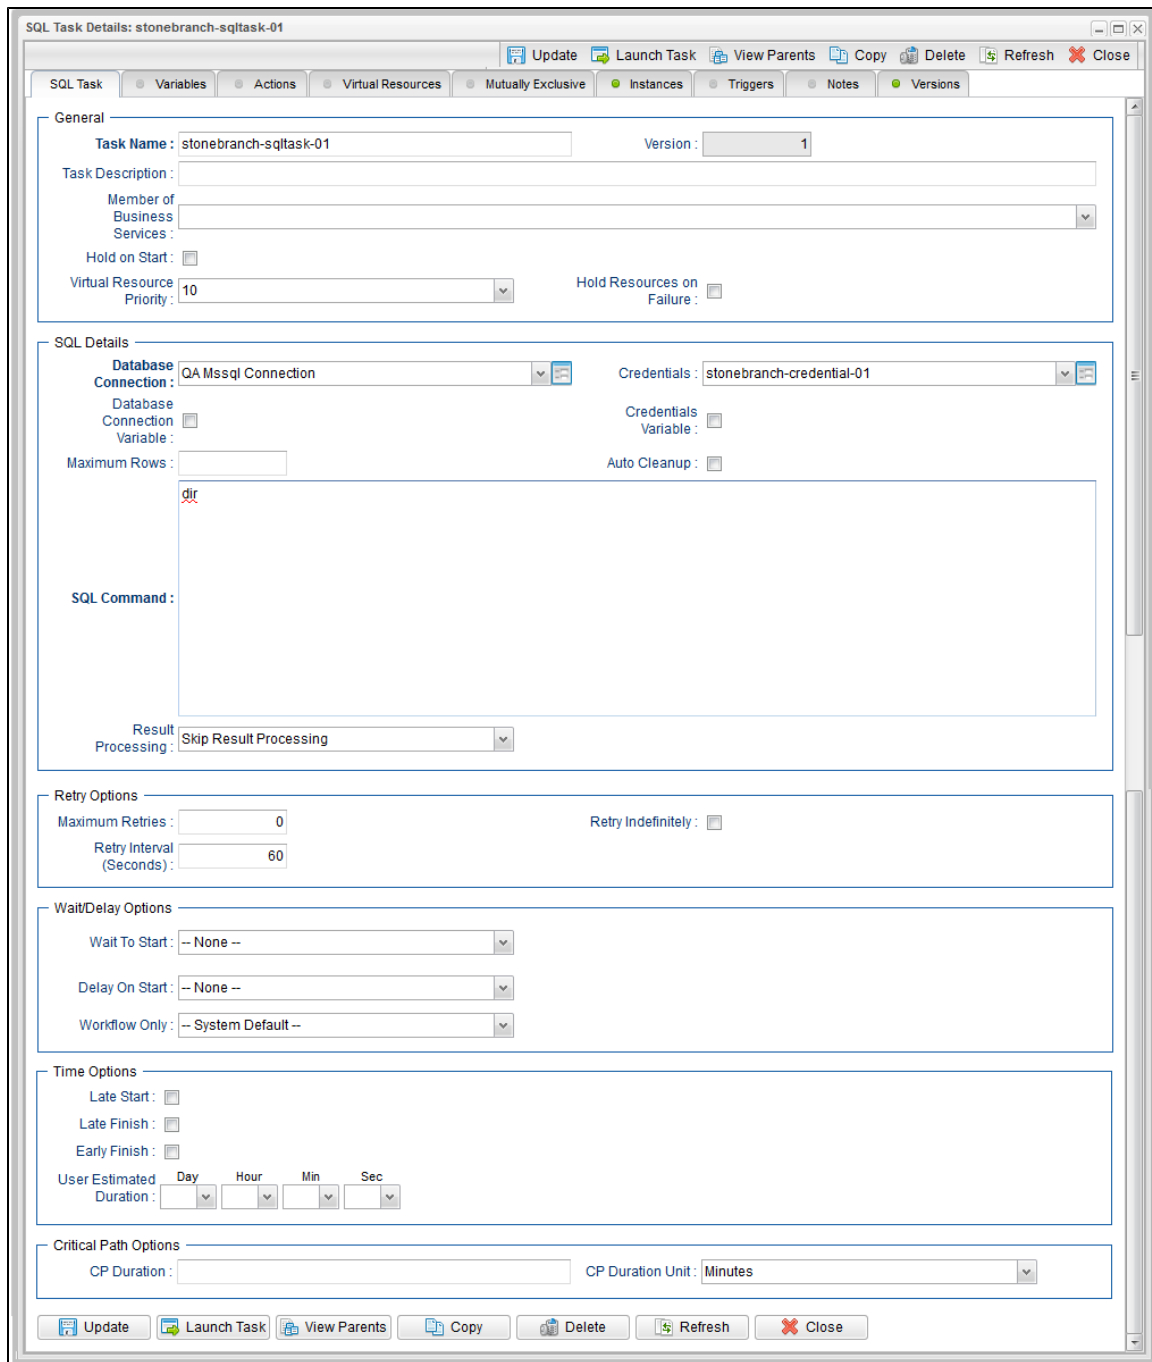 SQL Task Details: stonebranch-sqltask-01
Update Launch Task View Parents Copy Delete Refresh Close
SQL Task Variables Actions Virtual Resources Mutually Exclusive Instances Triggers Notes Versions
General
Task Name : stonebranch-sqltask-01 Version : 1
Task Description :
Member of
Business
Services :
Hold on Start :
Virtual Resource
Priority : 10
Hold Resources on
Failure :
SQL Details
Database
Connection : QA Mssql Connection
Credentials : stonebranch-credential-01
Database
Connection
Variable :
Credentials
Variable :
Maximum Rows : Auto Cleanup :
dir
SQL Command :
Result
Processing : Skip Result Processing
Retry Options
Maximum Retries : 0 Retry Indefinitely :
Retry Interval
(Seconds) : 60
Wait/Delay Options
Wait To Start : -- None --
Delay On Start : -- None --
Workflow Only : -- System Default --
Time Options
Late Start :
Late Finish :
Early Finish :
User Estimated
Duration :
Day Hour Min Sec
Critical Path Options
CP Duration : CP Duration Unit : Minutes
Update Launch Task View Parents Copy Delete Refresh Close